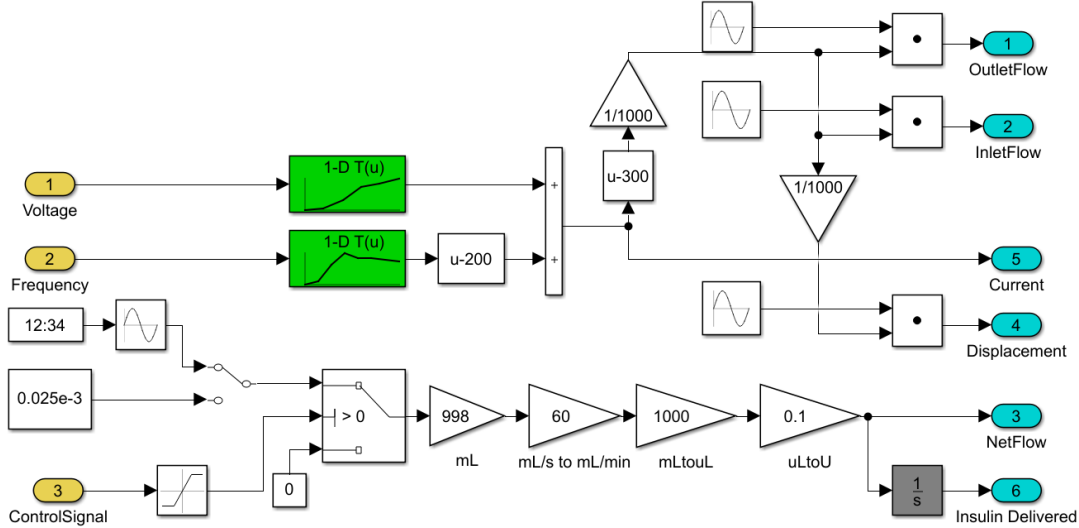 1
OutletFlow
1/1000
2
InletFlow
1-D T(u)
+
u-300
1/1000
1
Voltage
1-D T(u)
2
Frequency
u-200
+
5
Current
12:34
4
Displacement
0.025e-3
> 0
998
60
1000
0.1
3
NetFlow
mL
mL/s to mL/min
mLtouL
uLtoU
0
3
ControlSignal
1
s
6
Insulin Delivered